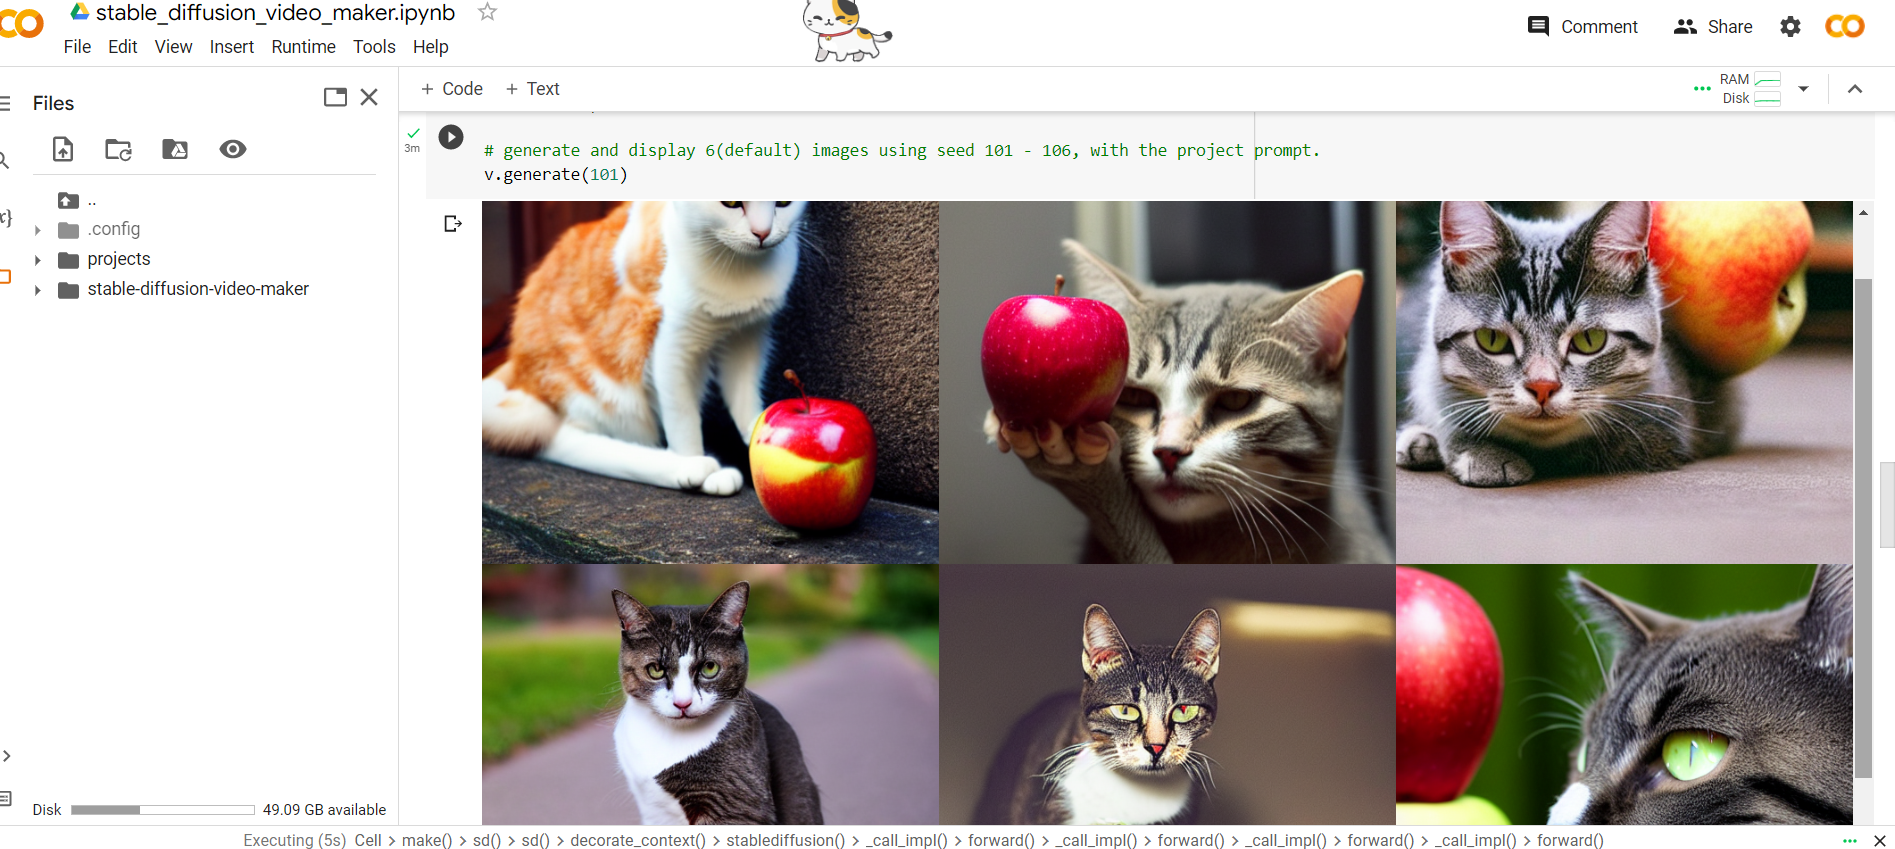 stable_diffusion_video_maker.ipynb
File Edit View Insert Runtime Tools Help
Comment
Share
Files
+ Code + Text
RAM
Disk
3m
# generate and display 6(default) images using seed 101 - 106, with the project prompt.
v.generate(101)
..
.config
projects
stable-diffusion-video-maker
Disk
49.09 GB available
Executing (5s) Cell > make() > sd() > sd() > decorate_context() > stablediffusion() > _call_impl() > forward() > _call_impl() > forward() > _call_impl() > forward() > _call_impl() > forward()